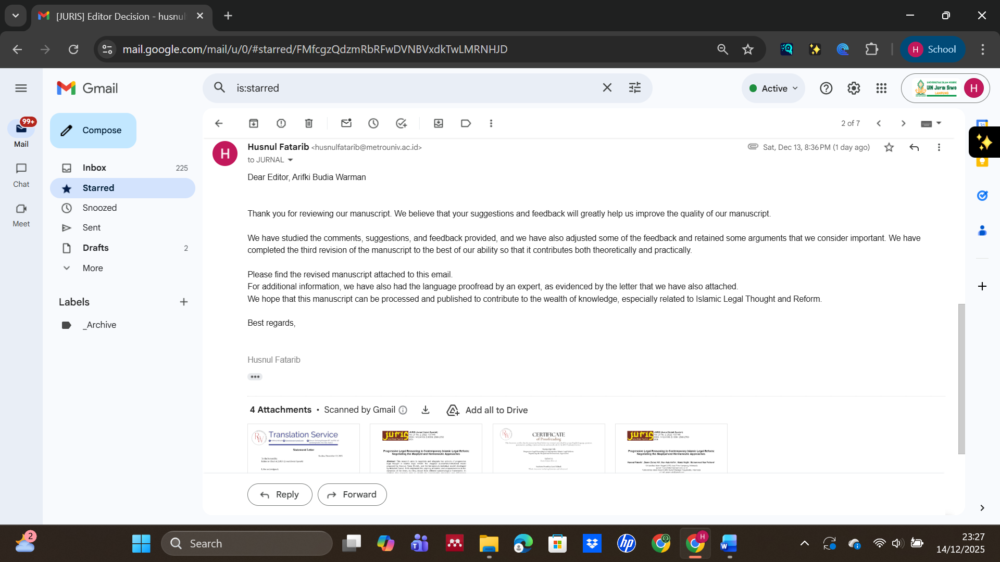 [JURIS] Editor Decision - husnul
mail.google.com/mail/u/0/#starred/FMfcgzQdzmRbRFwDVNBVxdkTwLMRNHJD
School
Gmail
is:starred
Active
UIN Jurai Siwo
LAMPUNG
H
99+
Mail
Chat
Meet
Compose
Inbox 225
Starred
Snoozed
Sent
Drafts 2
More
Labels
_Archive
2 of 7
H
Husnul Fatarib <husnulfatarib@metrouniv.ac.id>
Sat, Dec 13, 8:36 PM (1 day ago)
to JURNAL
Dear Editor, Arifki Budia Warman
Thank you for reviewing our manuscript. We believe that your suggestions and feedback will greatly help us improve the quality of our manuscript.
We have studied the comments, suggestions, and feedback provided, and we have also adjusted some of the feedback and retained some arguments that we consider important. We have
completed the third revision of the manuscript to the best of our ability so that it contributes both theoretically and practically.
Please find the revised manuscript attached to this email.
For additional information, we have also had the language proofread by an expert, as evidenced by the letter that we have also attached.
We hope that this manuscript can be processed and published to contribute to the wealth of knowledge, especially related to Islamic Legal Thought and Reform.
Best regards,
Husnul Fatarib
4 Attachments • Scanned by Gmail
Add all to Drive
Translation Service
Statement Letter
CERTIFICATE
of Proofreading
Progressive Legal Reasoning in Contemporary Islamic Legal Reform:
Negotiating the Maqāṣid and Hermeneutic Approaches
Progressive Legal Reasoning in Contemporary Islamic Legal Reform:
Negotiating the Maqāṣid and Hermeneutic Approaches
Reply
Forward
2
Search
23:27
14/12/2025